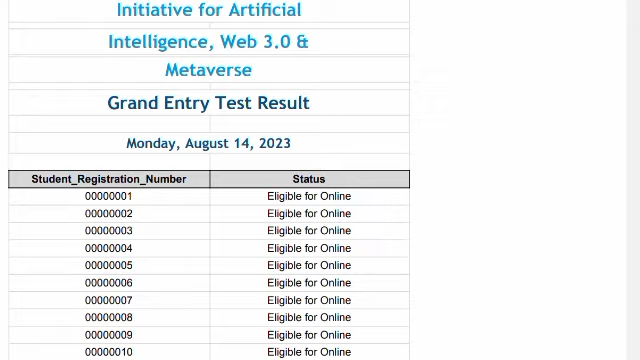 Initiative for Artificial
Intelligence, Web 3.0 &
Metaverse
Grand Entry Test Result
Monday, August 14, 2023
Student_Registration_Number Status
00000001 Eligible for Online
00000002 Eligible for Online
00000003 Eligible for Online
00000004 Eligible for Online
00000005 Eligible for Online
00000006 Eligible for Online
00000007 Eligible for Online
00000008 Eligible for Online
00000009 Eligible for Online
00000010 Eligible for Online